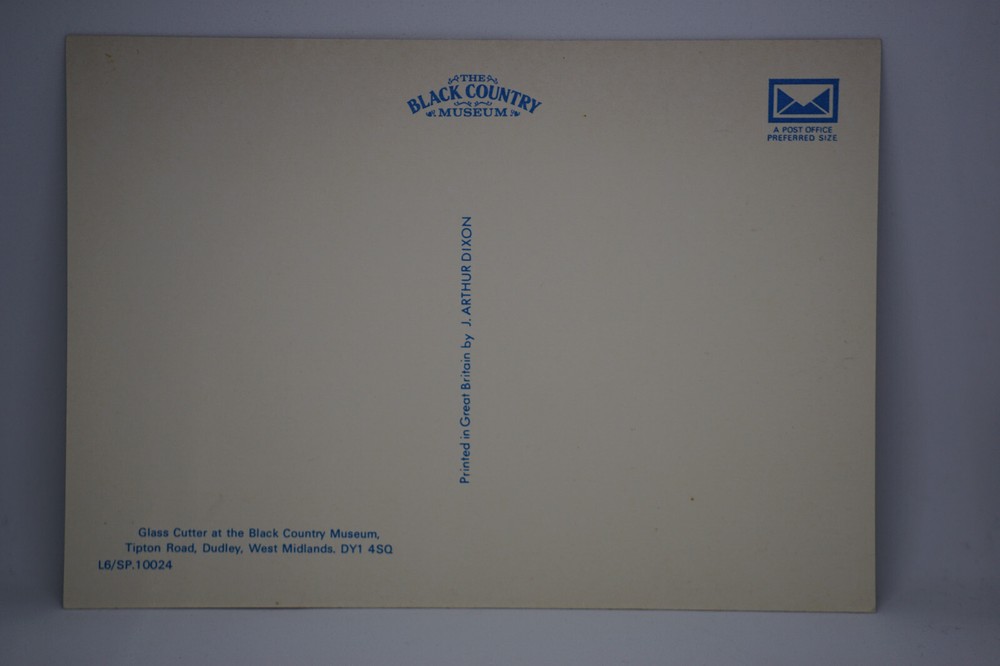 THE
BLACK COUNTRY
MUSEUM
A POST OFFICE
PREFERRED SIZE
Printed in Great Britain by J. ARTHUR DIXON
Glass Cutter at the Black Country Museum,
Tipton Road, Dudley, West Midlands. DY1 4SQ
L6/SP.10024